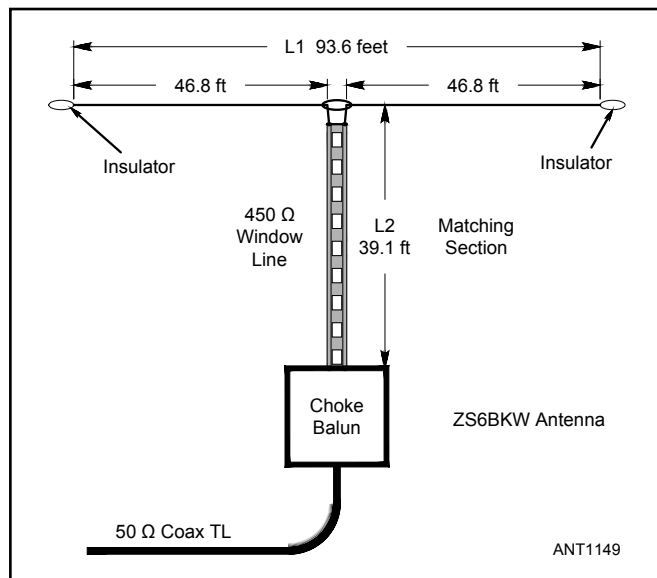 L1 93.6 feet
46.8 ft
46.8 ft
Insulator
Insulator
450 Ω
Window
Line
L2
39.1 ft
Matching
Section
Choke
Balun
ZS6BKW Antenna
50 Ω Coax TL
ANT1149